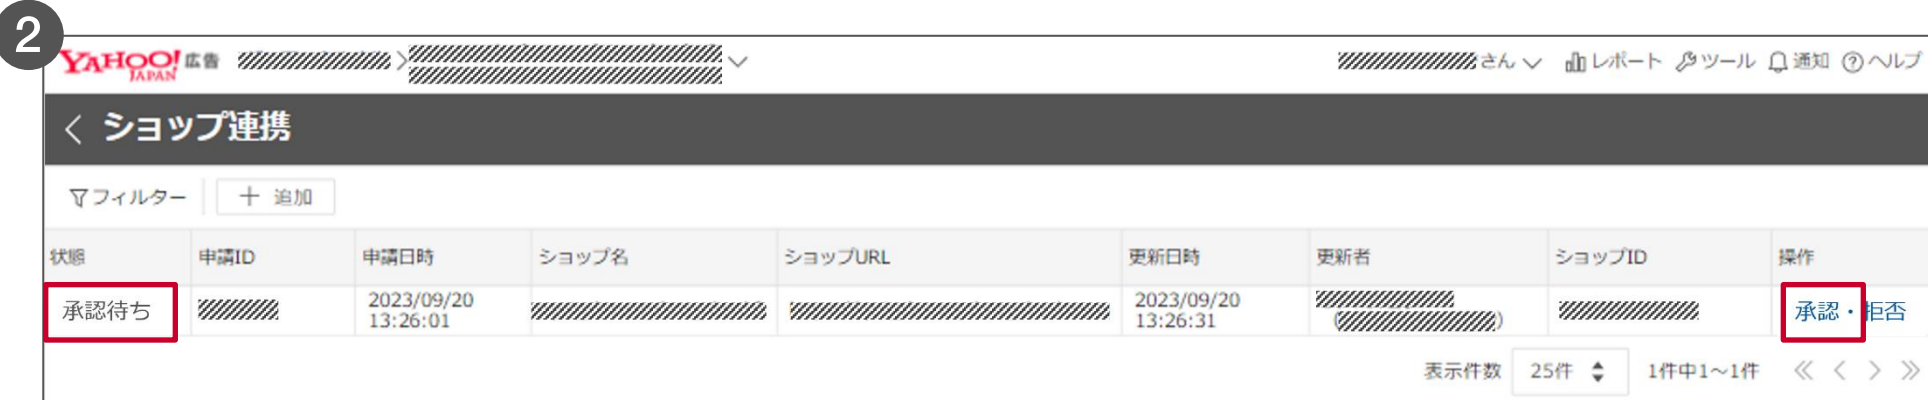 2
YAHOO! JAPAN 広告 > さん レポート ツール 通知 ヘルプ
< ショップ連携
フィルター + 追加
状態 申請ID 申請日時 ショップ名 ショップURL 更新日時 更新者 ショップID 操作
承認待ち 2023/09/20 13:26:01 2023/09/20 13:26:31 ( ) 承認・拒否
表示件数 25件 1件中1～1件 ≪ < > ≫